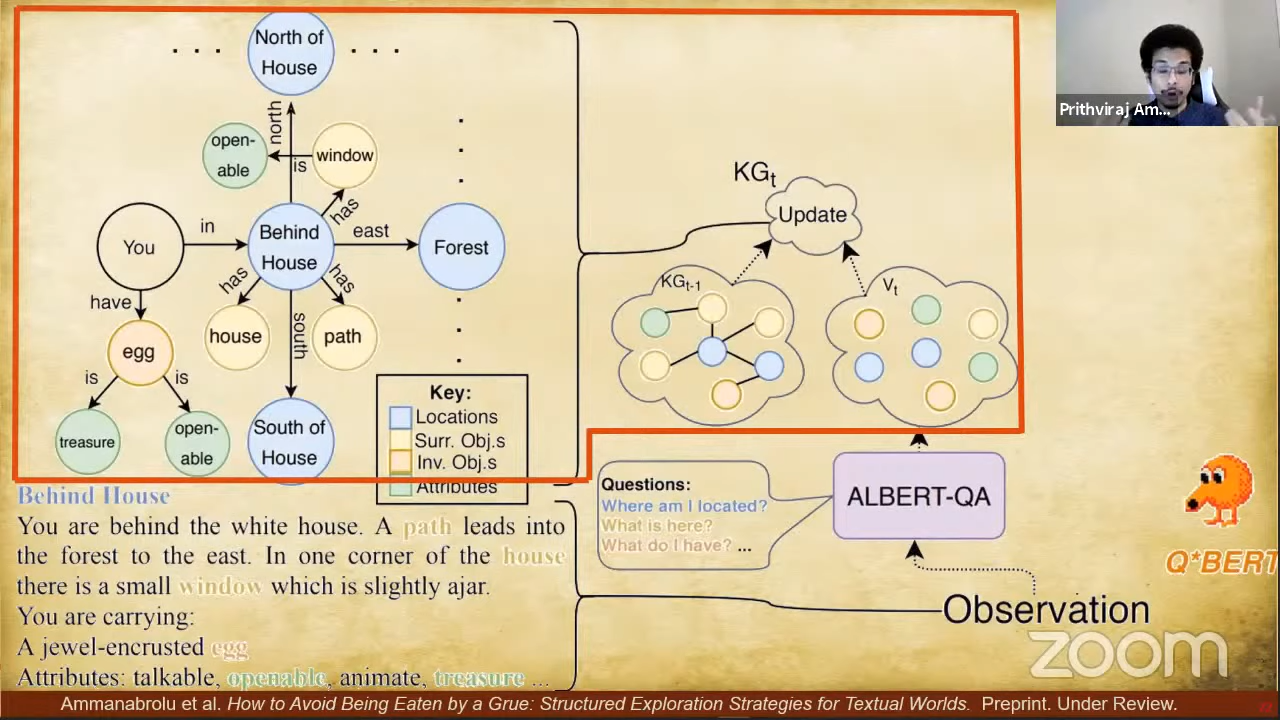 North of
House
north
open-
able
is
window
has
You
in
Behind
House
east
Forest
have
has
has
egg
house
south
path
is
is
treasure
open-
able
South of
House
Key:
Locations
Surr. Obj.s
Inv. Obj.s
Attributes
KGt
Update
KGt-1
Vt
Prithviraj Am...
Behind House
You are behind the white house. A path leads into
the forest to the east. In one corner of the house
there is a small window which is slightly ajar.
You are carrying:
A jewel-encrusted egg
Attributes: talkable, openable, animate, treasure ...
Questions:
Where am I located?
What is here?
What do I have? ...
ALBERT-QA
Q*BERT
Observation
zoom
Ammanabrolu et al. How to Avoid Being Eaten by a Grue: Structured Exploration Strategies for Textual Worlds. Preprint. Under Review.